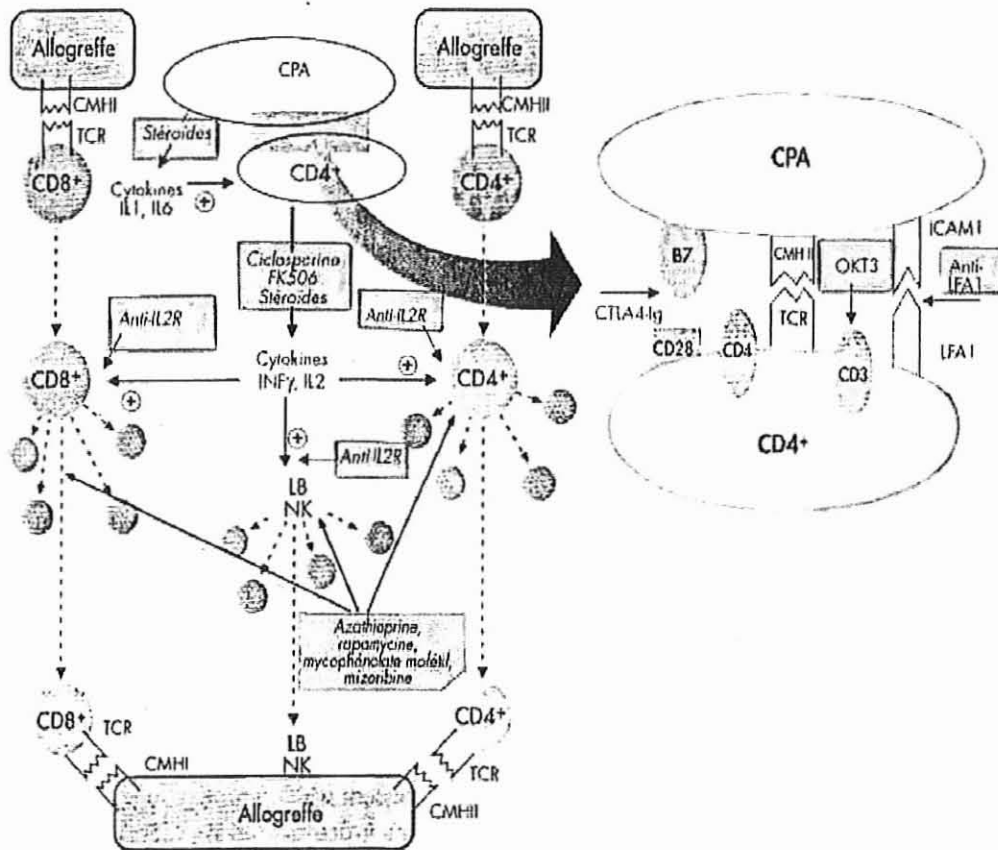 Allogreffe
CMHI
TCR
CD8+
CPA
Stéroïdes
Cytokines
IL1, IL6
+
CD4+
Allogreffe
CMHII
TCR
CD4+
Ciclosporine
FK506
Stéroïdes
Anti-IL2R
Anti-IL2R
CD8+
+
Cytokines
INFγ, IL2
+
CD4+
+
Anti-IL2R
LB
NK
Azathioprine,
rapamycine,
mycophénolate mofétil,
mizoribine
CD8+
TCR
CMHI
LB
NK
CD4+
TCR
CMHII
Allogreffe
CPA
ICAM1
B7
CMH II
OKT3
Anti-
LFA1
CTLA4-Ig
TCR
CD28
CD4
CD3
LFA1
CD4+